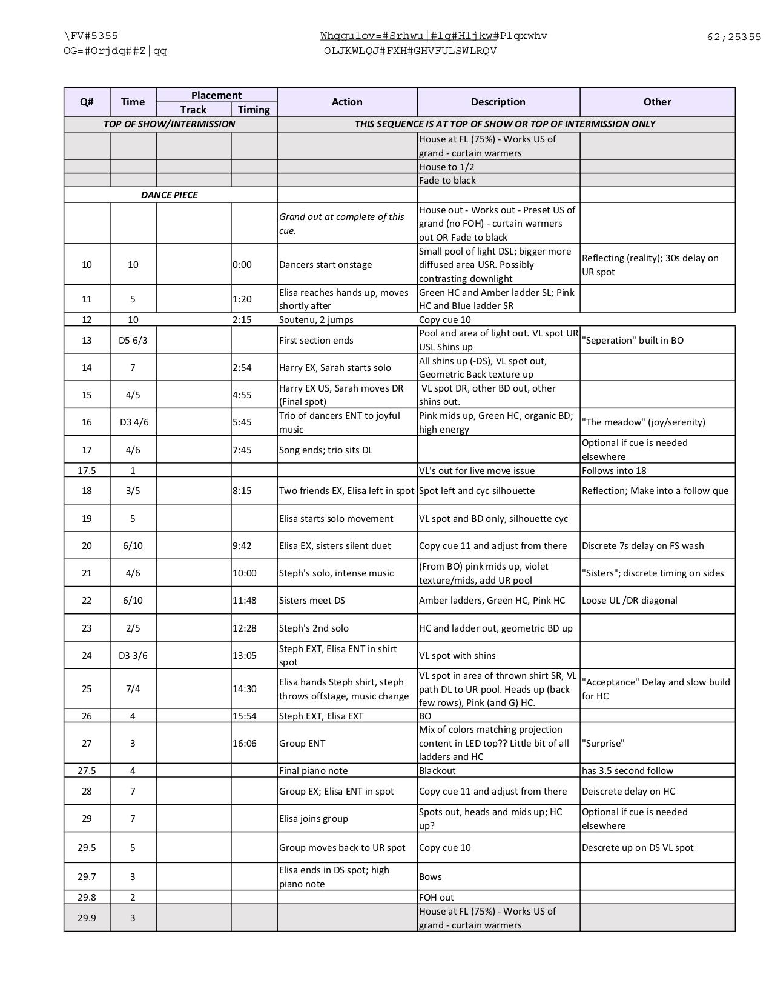 \FV#5355
Whqgulov=#Srhwu|#lq#Hljkw#Plqxwhv
62;25355
OG=#Orjdq##Z|qq
OLJKWLQJ#FXH#GHVFULSWLRQV
Q# Time Placement Action Description Other
Track Timing
TOP OF SHOW/INTERMISSION THIS SEQUENCE IS AT TOP OF SHOW OR TOP OF INTERMISSION ONLY
House at FL (75%) - Works US of
grand - curtain warmers
House to 1/2
Fade to black
DANCE PIECE
Grand out at complete of this
cue.
House out - Works out - Preset US of
grand (no FOH) - curtain warmers
out OR Fade to black
10 10 0:00 Dancers start onstage
Small pool of light DSL; bigger more
diffused area USR. Possibly
contrasting downlight
Reflecting (reality); 30s delay on
UR spot
11 5 1:20
Elisa reaches hands up, moves
shortly after
Green HC and Amber ladder SL; Pink
HC and Blue ladder SR
12 10 2:15 Soutenu, 2 jumps Copy cue 10
13 D5 6/3 First section ends
Pool and area of light out. VL spot UR
USL Shins up
"Seperation" built in BO
14 7 2:54 Harry EX, Sarah starts solo
All shins up (-DS), VL spot out,
Geometric Back texture up
15 4/5 4:55
Harry EX US, Sarah moves DR
(Final spot)
VL spot DR, other BD out, other
shins out.
16 D3 4/6 5:45
Trio of dancers ENT to joyful
music
Pink mids up, Green HC, organic BD;
high energy
"The meadow" (joy/serenity)
17 4/6 7:45 Song ends; trio sits DL
Optional if cue is needed
elsewhere
17.5 1 VL's out for live move issue Follows into 18
18 3/5 8:15 Two friends EX, Elisa left in spot Spot left and cyc silhouette Reflection; Make into a follow que
19 5 Elisa starts solo movement VL spot and BD only, silhouette cyc
20 6/10 9:42 Elisa EX, sisters silent duet Copy cue 11 and adjust from there Discrete 7s delay on FS wash
21 4/6 10:00 Steph's solo, intense music
(From BO) pink mids up, violet
texture/mids, add UR pool
"Sisters"; discrete timing on sides
22 6/10 11:48 Sisters meet DS Amber ladders, Green HC, Pink HC Loose UL /DR diagonal
23 2/5 12:28 Steph's 2nd solo HC and ladder out, geometric BD up
24 D3 3/6 13:05
Steph EXT, Elisa ENT in shirt
spot
VL spot with shins
25 7/4 14:30
Elisa hands Steph shirt, steph
throws offstage, music change
VL spot in area of thrown shirt SR, VL
path DL to UR pool. Heads up (back
few rows), Pink (and G) HC.
"Acceptance" Delay and slow build
for HC
26 4 15:54 Steph EXT, Elisa EXT BO
27 3 16:06 Group ENT
Mix of colors matching projection
content in LED top?? Little bit of all
ladders and HC
"Surprise"
27.5 4 Final piano note Blackout has 3.5 second follow
28 7 Group EX; Elisa ENT in spot Copy cue 11 and adjust from there Deiscrete delay on HC
29 7 Elisa joins group
Spots out, heads and mids up; HC
up?
Optional if cue is needed
elsewhere
29.5 5 Group moves back to UR spot Copy cue 10 Descrete up on DS VL spot
29.7 3
Elisa ends in DS spot; high
piano note
Bows
29.8 2 FOH out
29.9 3
House at FL (75%) - Works US of
grand - curtain warmers